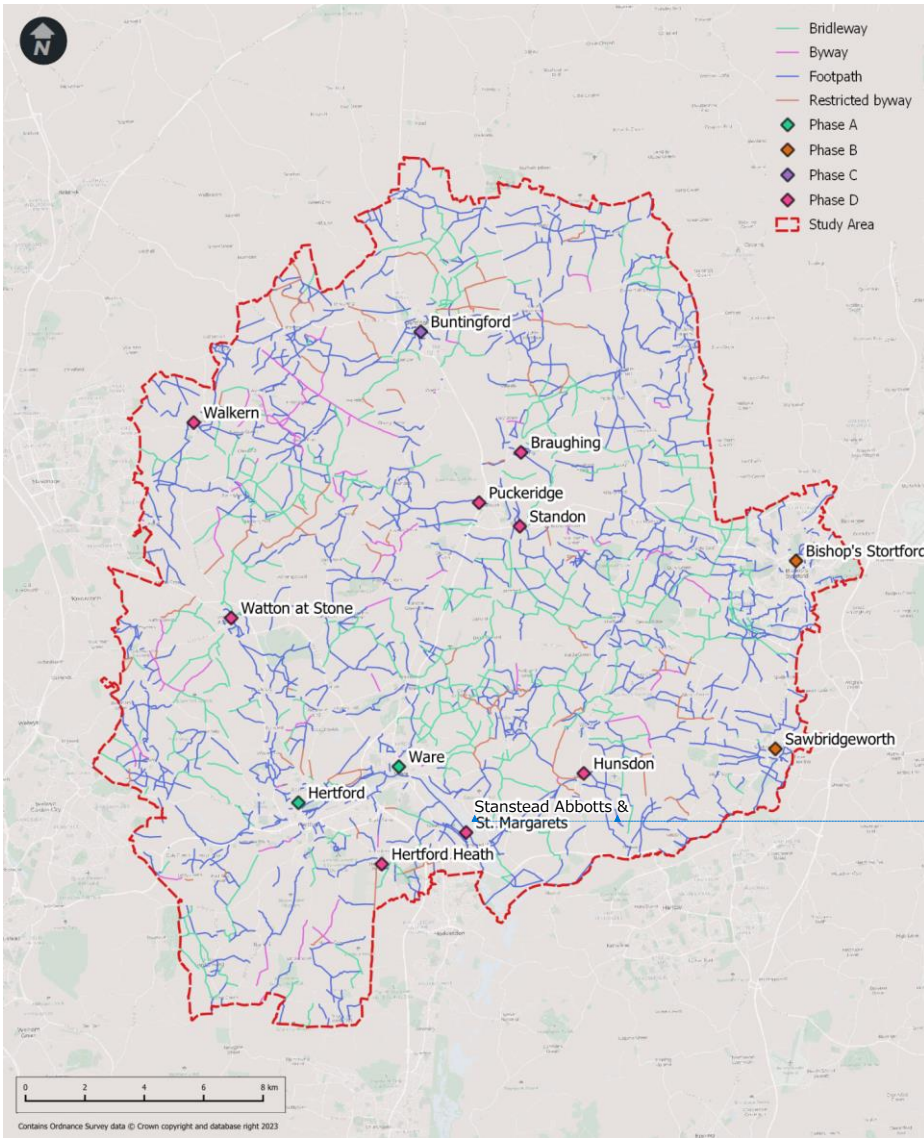 N
Bridleway
Byway
Footpath
Restricted byway
Phase A
Phase B
Phase C
Phase D
Study Area
Buntingford
Walkern
Braughing
Puckeridge
Standon
Bishop's Stortford
Watton at Stone
Sawbridgeworth
Ware
Hunsdon
Hertford
Stanstead Abbotts &
St. Margarets
Hertford Heath
0 2 4 6 8 km
Contains Ordnance Survey data © Crown copyright and database right 2023